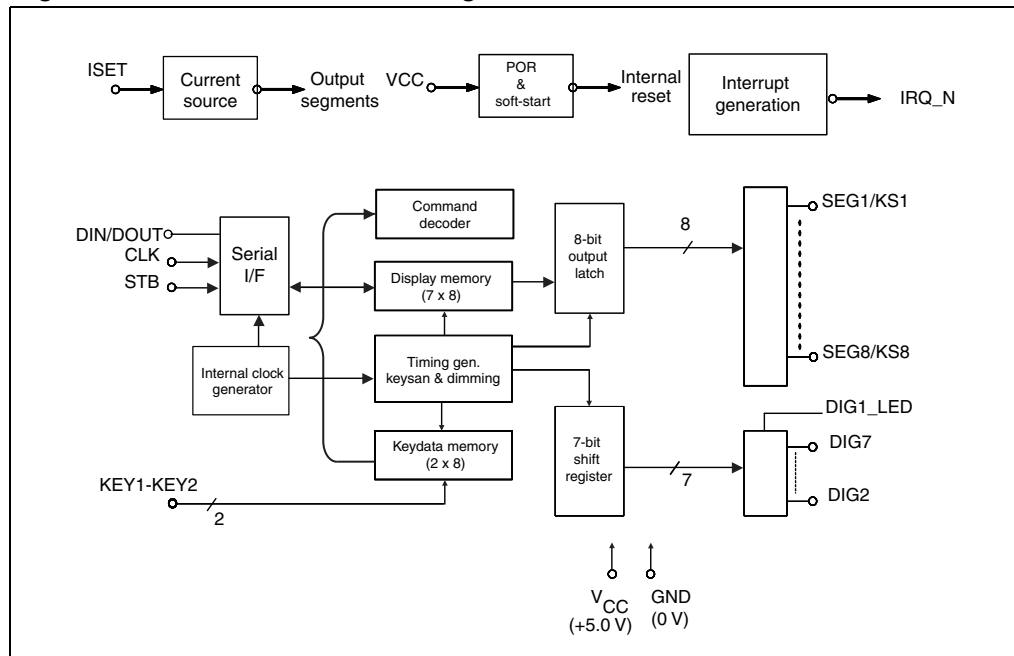 ISET
Current
source
Output
segments
VCC
POR
&
soft-start
Internal
reset
Interrupt
generation
IRQ_N
DIN/DOUT
CLK
STB
Serial
I/F
Command
decoder
Display memory
(7 x 8)
Internal clock
generator
Timing gen.
keysan & dimming
Keydata memory
(2 x 8)
KEY1-KEY2
2
8-bit
output
latch
8
7-bit
shift
register
7
SEG1/KS1
SEG8/KS8
DIG1_LED
DIG7
DIG2
VCC
(+5.0 V)
GND
(0 V)